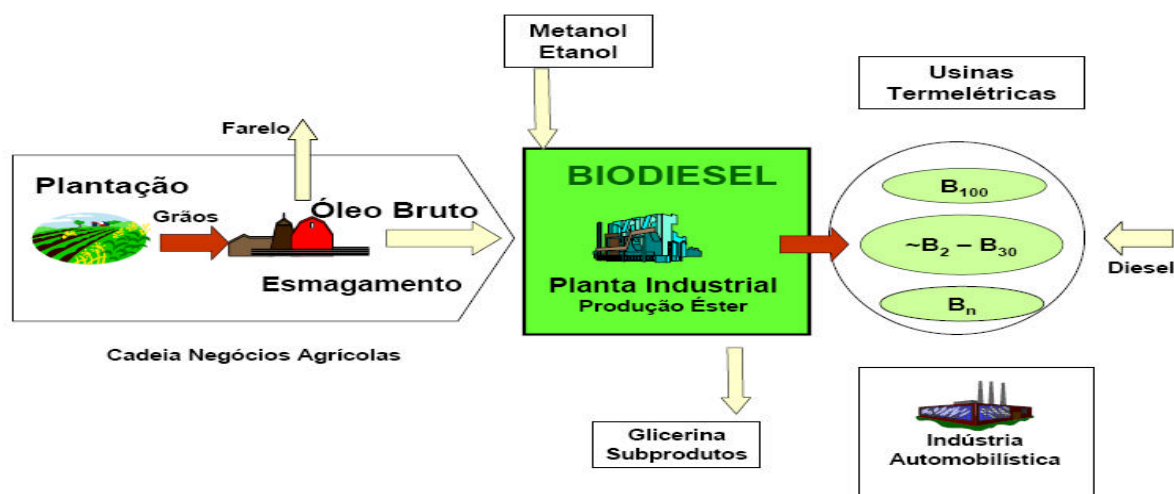 Metanol
Etanol
Usinas
Termelétricas
Farelo
Plantação
Grãos
Óleo Bruto
Esmagamento
Cadeia Negócios Agrícolas
BIODIESEL
Planta Industrial
Produção Éster
B100
~B2 – B30
Bn
Diesel
Glicerina
Subprodutos
Indústria
Automobilística